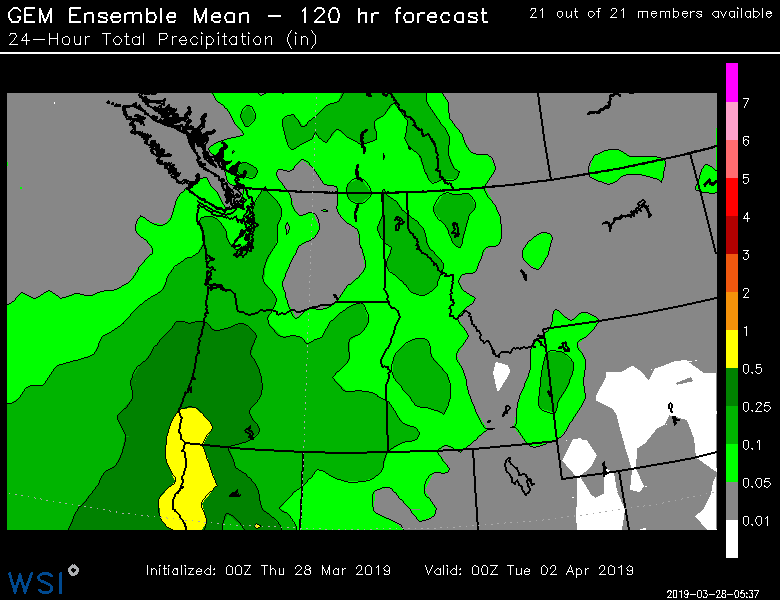 GEM Ensemble Mean - 120 hr forecast
21 out of 21 members available
24-Hour Total Precipitation (in)
7
6
5
4
3
2
1
0.5
0.25
0.1
0.05
0.01
Initialized: 00Z Thu 28 Mar 2019
Valid: 00Z Tue 02 Apr 2019
WSI
2019-03-28-05:37